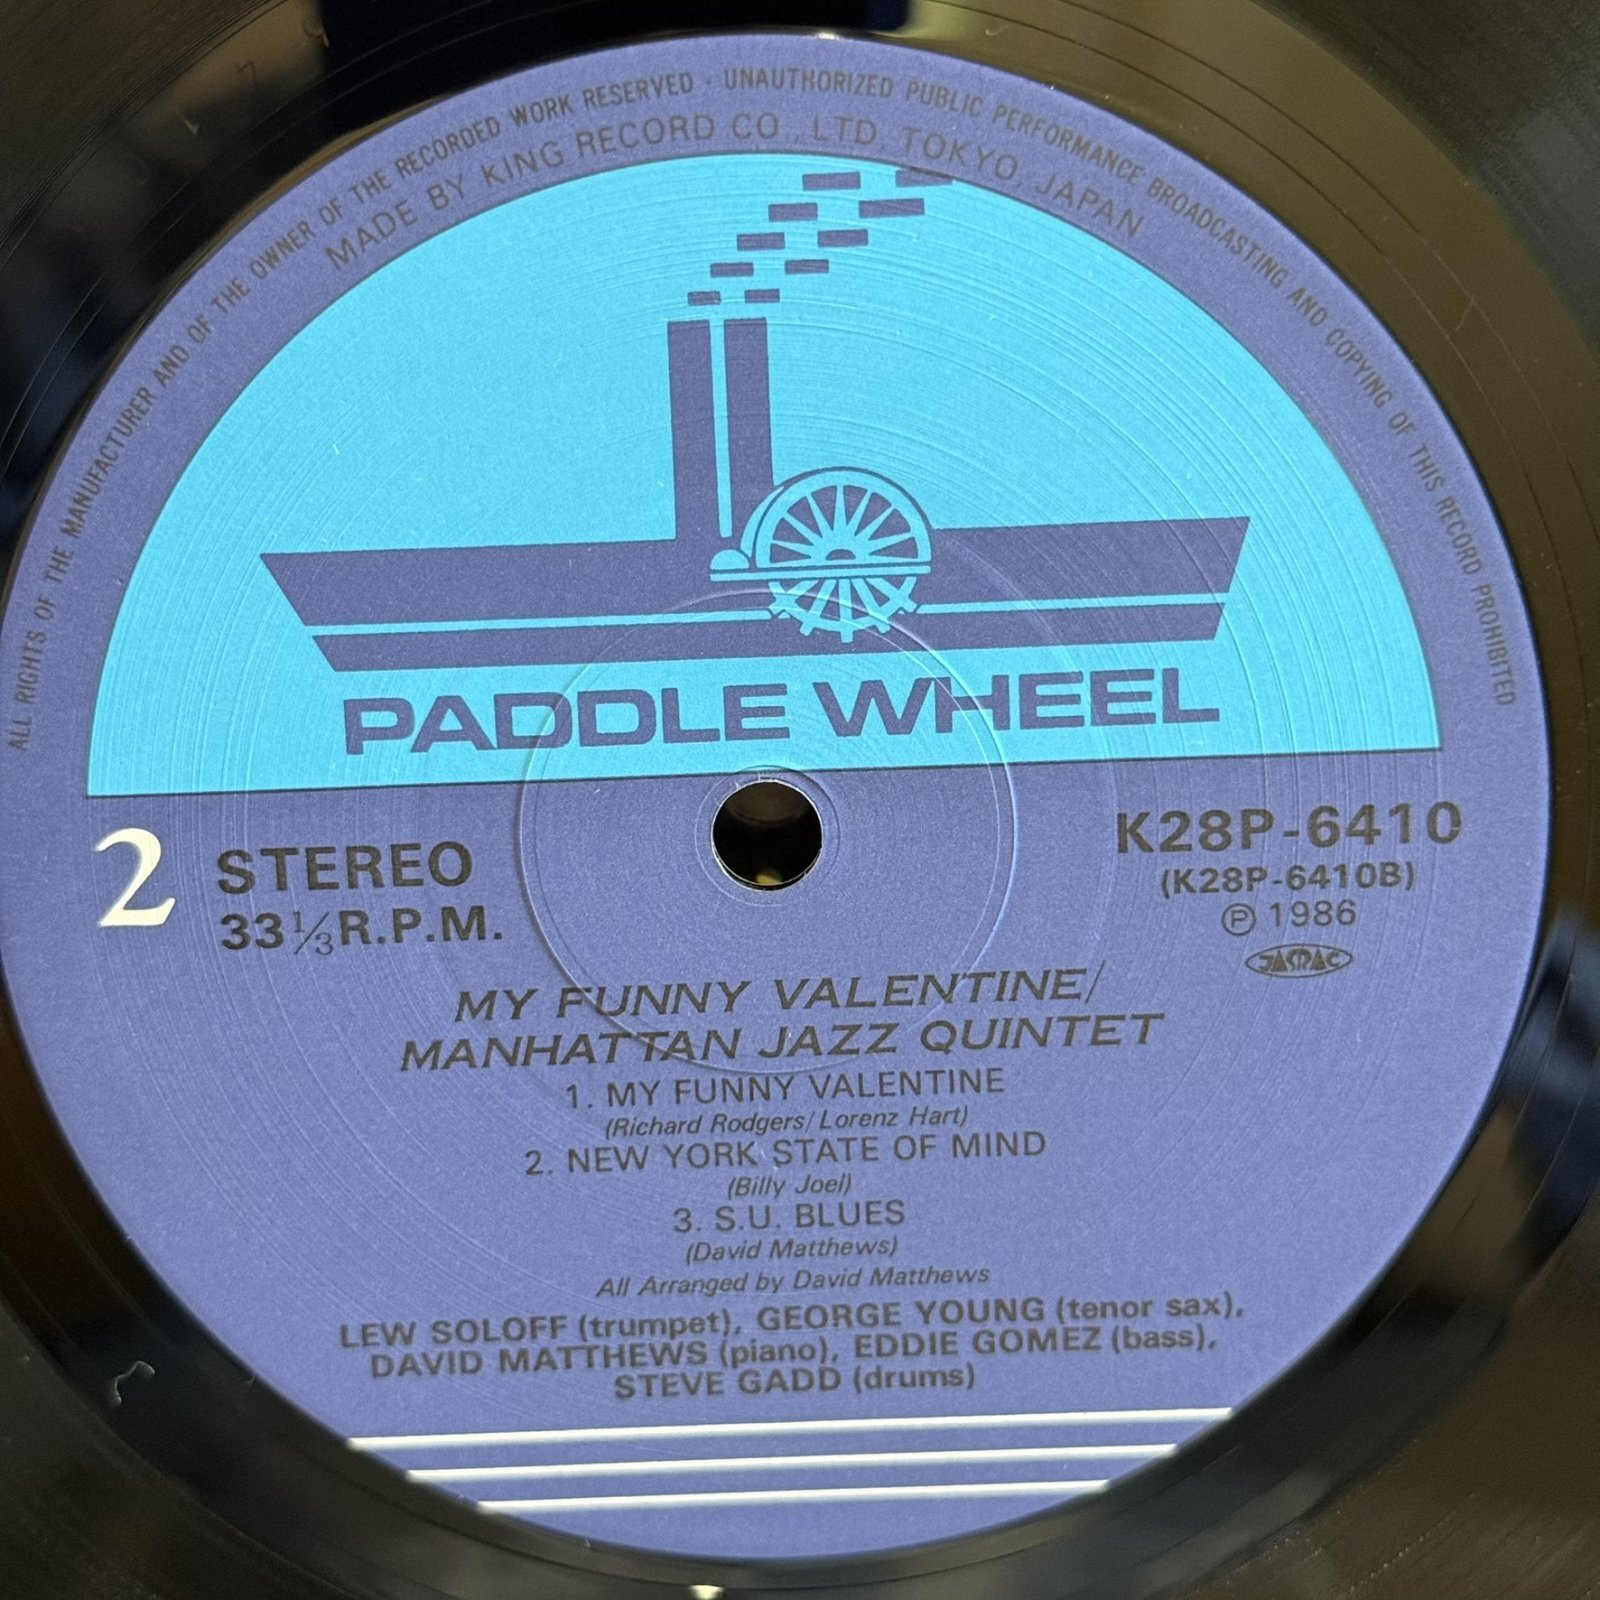 ALL RIGHTS OF THE MANUFACTURER AND OF THE OWNER OF THE RECORDED WORK RESERVED · UNAUTHORIZED PUBLIC PERFORMANCE BROADCASTING AND COPYING OF THIS RECORD PROHIBITED
MADE BY KING RECORD CO., LTD. TOKYO, JAPAN
PADDLE WHEEL
2
STEREO
33⅓ R.P.M.
K28P-6410
(K28P-6410B)
Ⓟ 1986
JASRAC
MY FUNNY VALENTINE/
MANHATTAN JAZZ QUINTET
1. MY FUNNY VALENTINE
(Richard Rodgers/Lorenz Hart)
2. NEW YORK STATE OF MIND
(Billy Joel)
3. S.U. BLUES
(David Matthews)
All Arranged by David Matthews
LEW SOLOFF (trumpet), GEORGE YOUNG (tenor sax),
DAVID MATTHEWS (piano), EDDIE GOMEZ (bass),
STEVE GADD (drums)